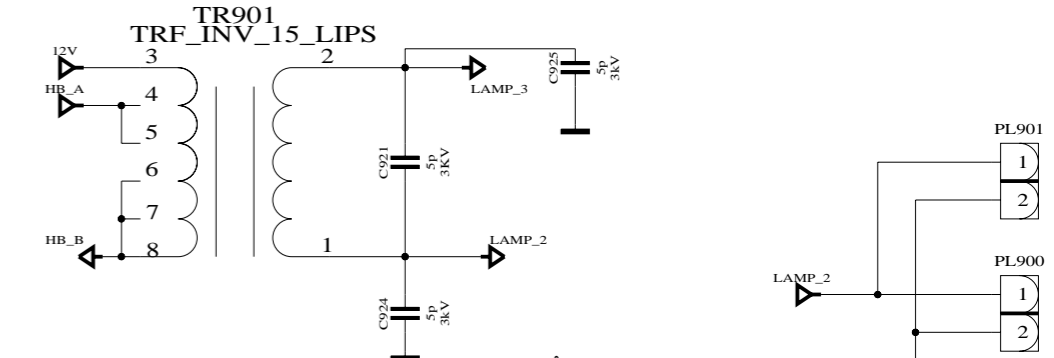 TR901
TRF_INV_15_LIPS
12V
3
2
HB_A
4
5
6
7
HB_B
8
1
LAMP_3
C925
5p
3kV
C921
5p
3KV
LAMP_2
C924
5p
3kV
PL901
1
2
PL900
LAMP_2
1
2